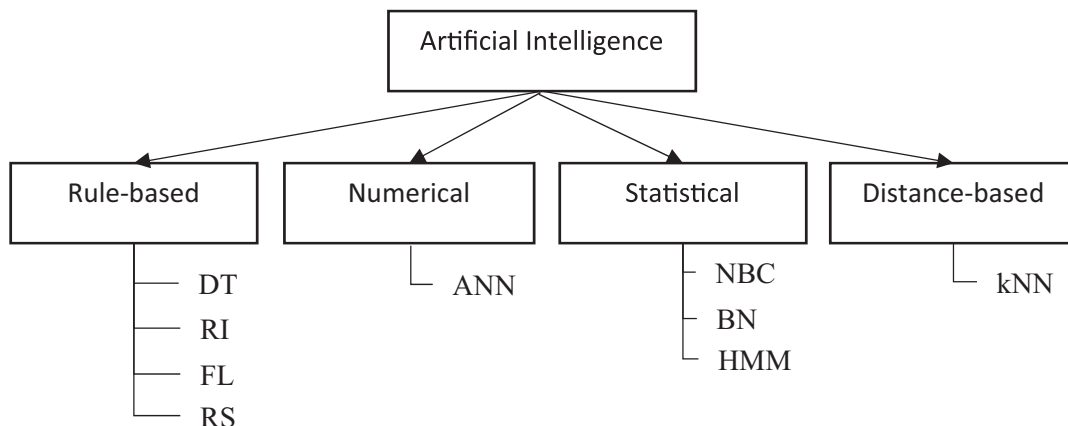 Artificial Intelligence
Rule-based
Numerical
Statistical
Distance-based
DT
RI
FL
RS
ANN
NBC
BN
HMM
kNN